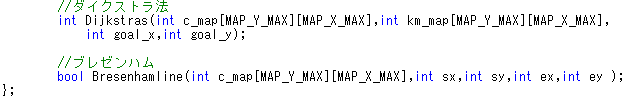 //ダイクストラ法
int Dijkstras(int c_map[MAP_Y_MAX][MAP_X_MAX],int km_map[MAP_Y_MAX][MAP_X_MAX],
int goal_x,int goal_y);
//ブレゼンハム
bool Bresenhamline(int c_map[MAP_Y_MAX][MAP_X_MAX],int sx,int sy,int ex,int ey );
};